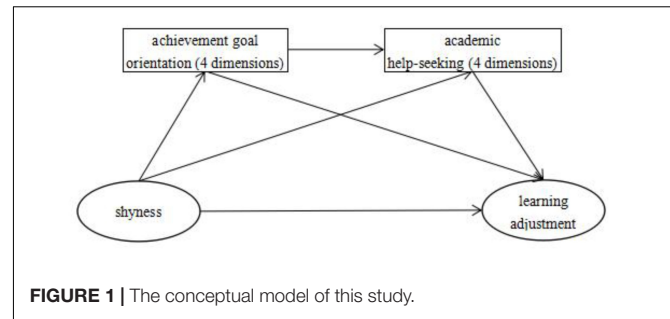 achievement goal
orientation (4 dimensions)
academic
help-seeking (4 dimensions)
shyness
learning
adjustment
FIGURE 1 | The conceptual model of this study.